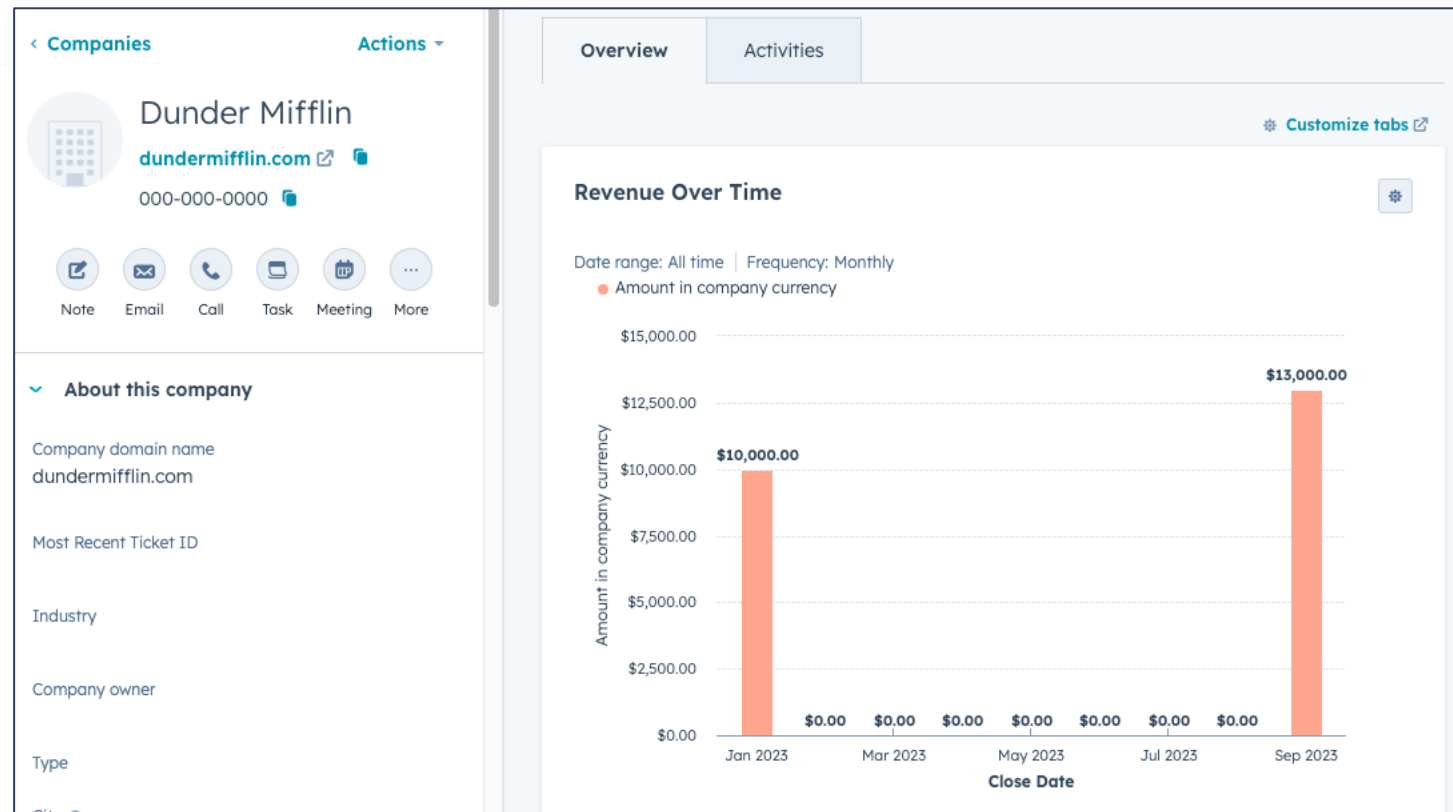 Companies
Actions
Dunder Mifflin
dundermifflin.com
000-000-0000
Note Email Call Task Meeting More
About this company
Company domain name
dundermifflin.com
Most Recent Ticket ID
Industry
Company owner
Type
Overview
Activities
Customize tabs
Revenue Over Time
Date range: All time | Frequency: Monthly
Amount in company currency
Amount in company currency
$15,000.00
$12,500.00
$10,000.00
$7,500.00
$5,000.00
$2,500.00
$0.00
$10,000.00
$0.00 $0.00 $0.00 $0.00 $0.00 $0.00 $0.00
$13,000.00
Jan 2023 Mar 2023 May 2023 Jul 2023 Sep 2023
Close Date